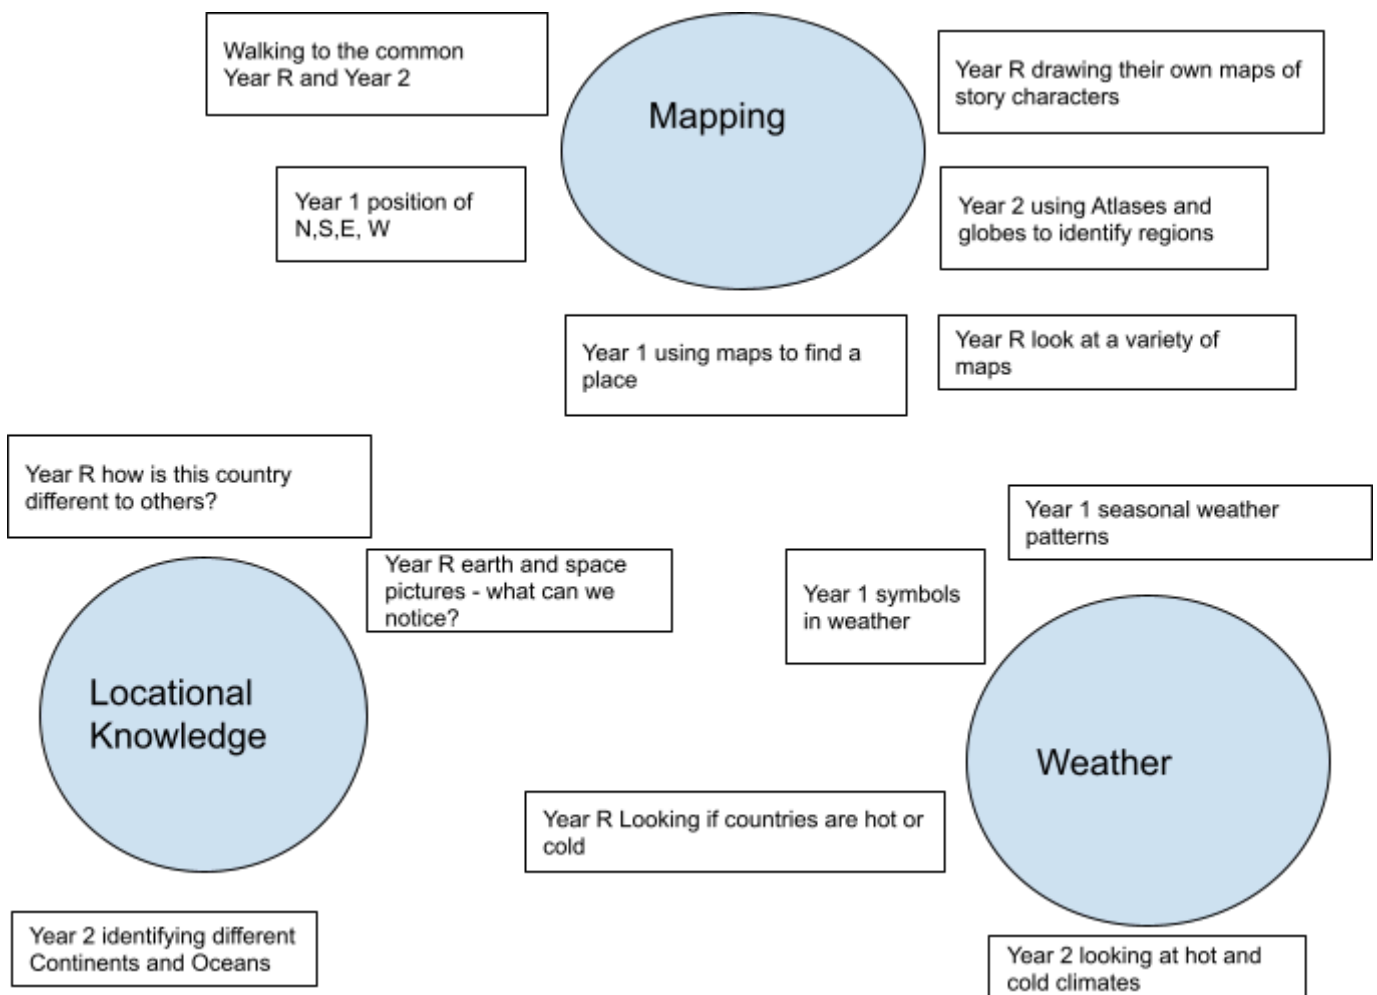 Walking to the common
Year R and Year 2
Mapping
Year R drawing their own maps of
story characters
Year 1 position of
N,S,E, W
Year 2 using Atlases and
globes to identify regions
Year 1 using maps to find a
place
Year R look at a variety of
maps
Year R how is this country
different to others?
Year R earth and space
pictures - what can we
notice?
Locational
Knowledge
Year 2 identifying different
Continents and Oceans
Year 1 seasonal weather
patterns
Year 1 symbols
in weather
Weather
Year R Looking if countries are hot or
cold
Year 2 looking at hot and
cold climates